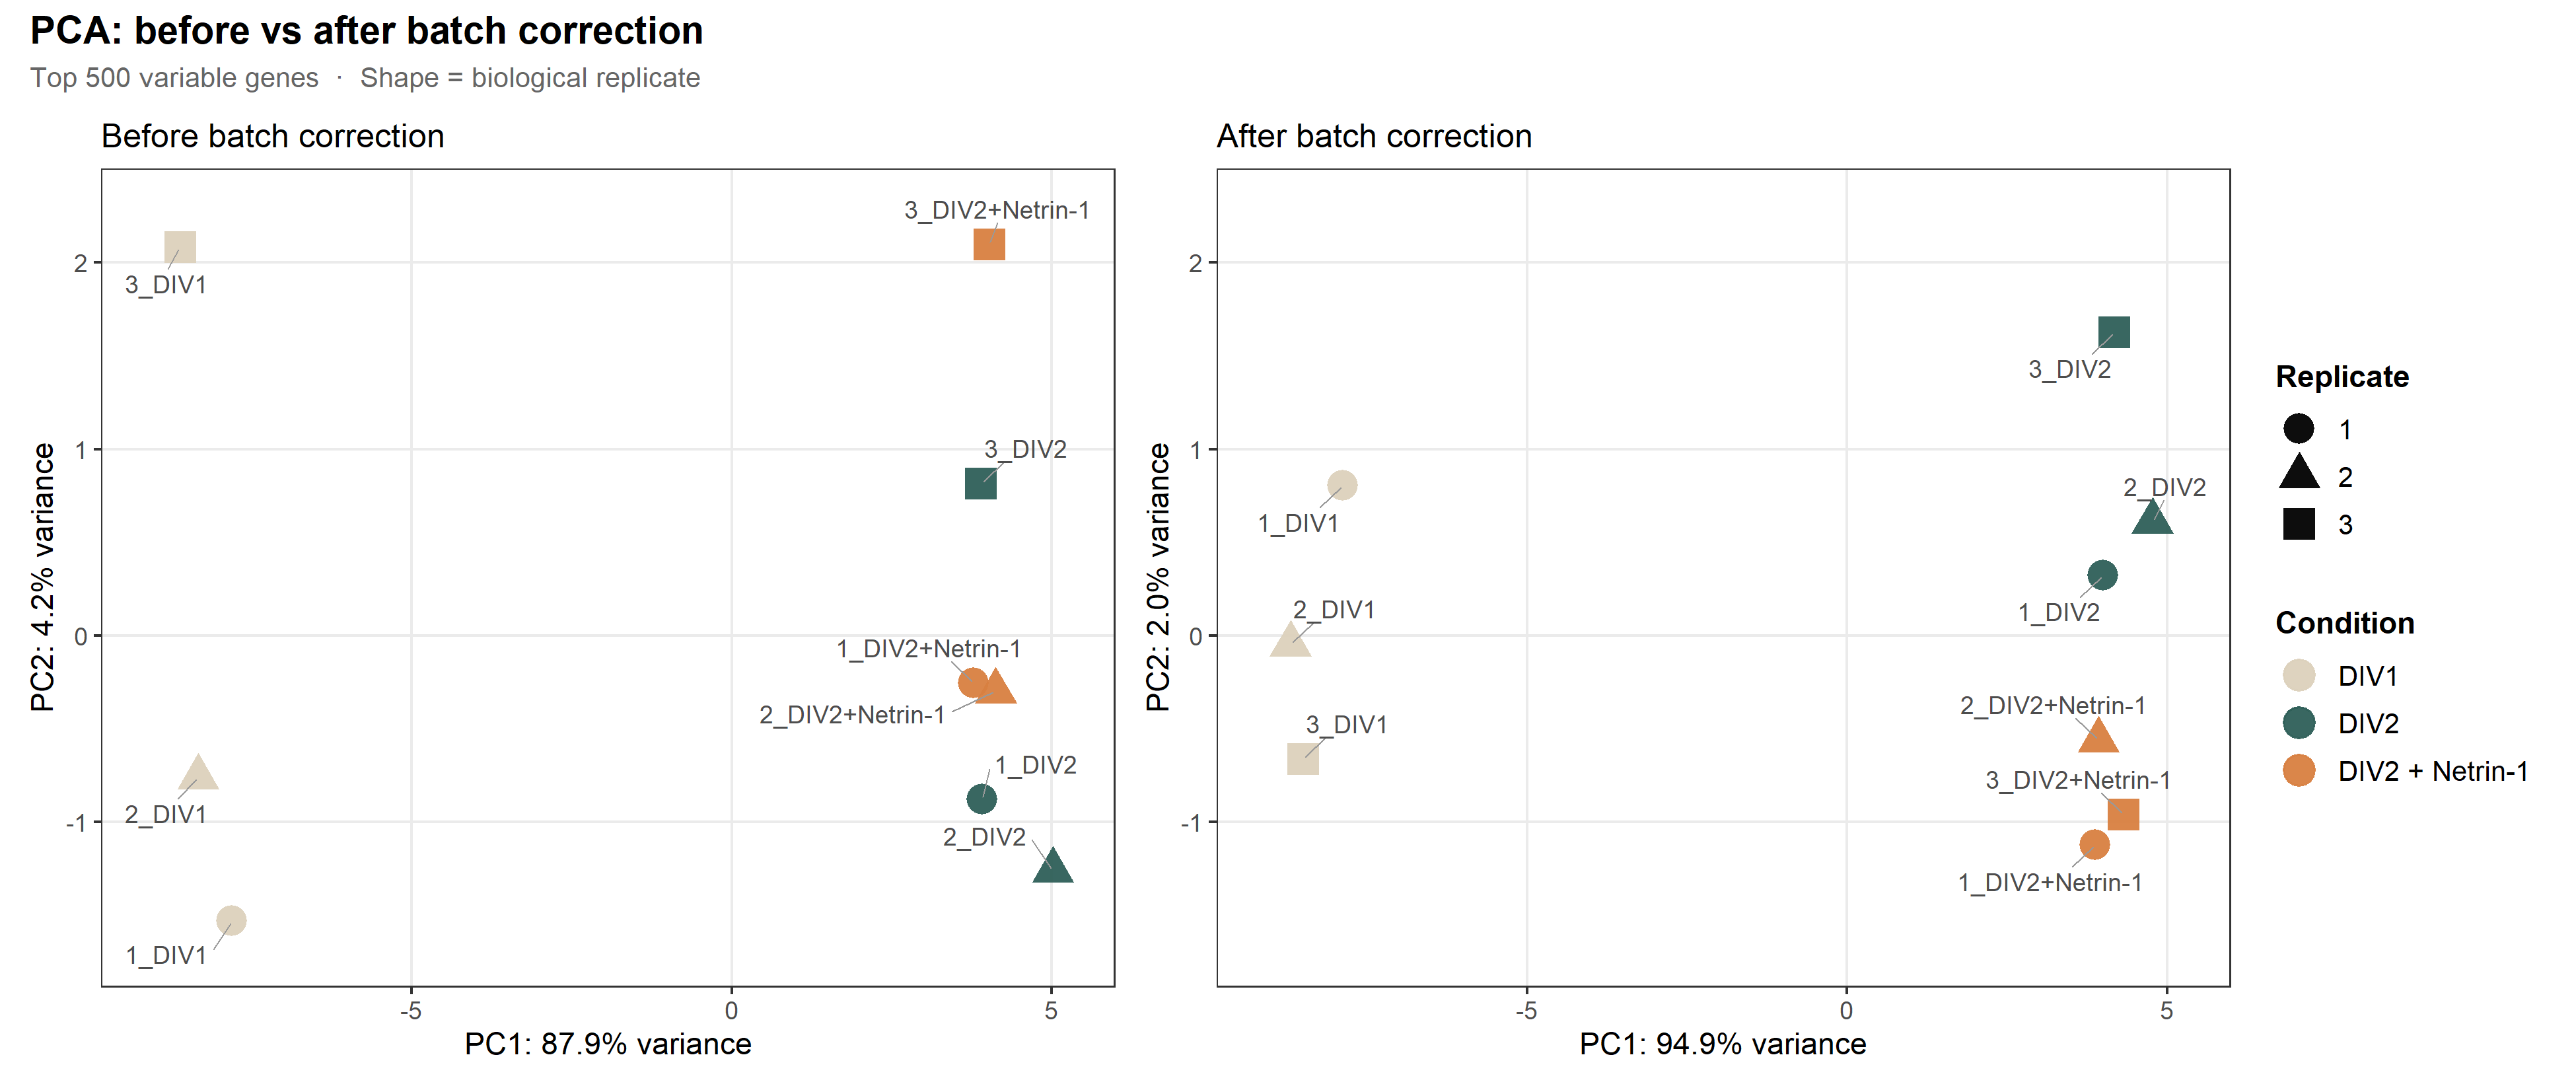 PCA: before vs after batch correction
Top 500 variable genes · Shape = biological replicate
Before batch correction
3_DIV2+Netrin-1
3_DIV1
3_DIV2
1_DIV2+Netrin-1
2_DIV2+Netrin-1
1_DIV2
2_DIV1
2_DIV2
1_DIV1
2
1
0
-1
-5
0
5
PC2: 4.2% variance
PC1: 87.9% variance
After batch correction
3_DIV2
2_DIV2
1_DIV1
1_DIV2
2_DIV1
2_DIV2+Netrin-1
3_DIV1
3_DIV2+Netrin-1
1_DIV2+Netrin-1
2
1
0
-1
-5
0
5
PC2: 2.0% variance
PC1: 94.9% variance
Replicate
1
2
3
Condition
DIV1
DIV2
DIV2 + Netrin-1